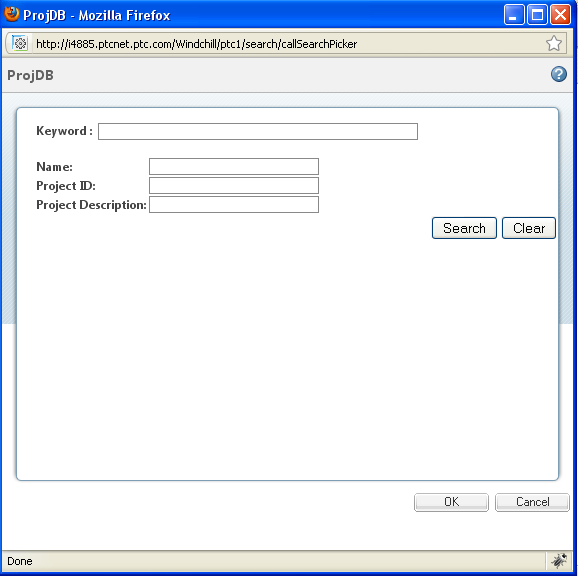 ProjDB - Mozilla Firefox
http://i4885.ptcnet.ptc.com/Windchill/ptc1/search/callSearchPicker
ProjDB
?
Keyword :
Name:
Project ID:
Project Description:
Search Clear
OK Cancel
Done